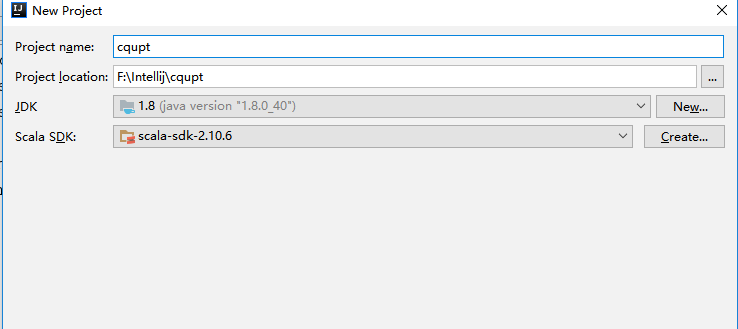 New Project
Project name: cqupt
Project location: F:\Intellij\cqupt ...
JDK 1.8 (java version "1.8.0_40") New...
Scala SDK: scala-sdk-2.10.6 Create...